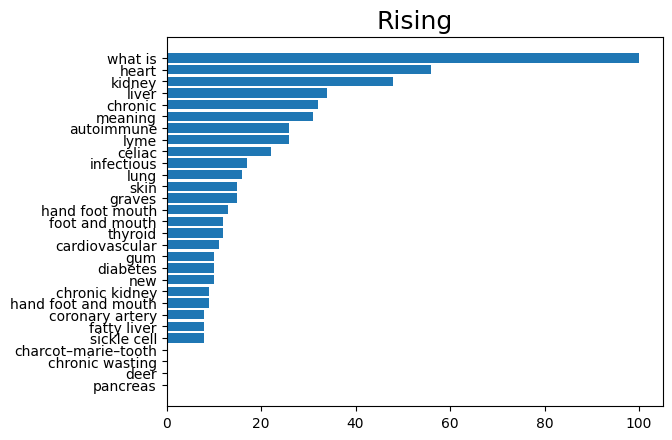 Rising
what is
heart
kidney
liver
chronic
meaning
autoimmune
lyme
celiac
infectious
lung
skin
graves
hand foot mouth
foot and mouth
thyroid
cardiovascular
gum
diabetes
new
chronic kidney
hand foot and mouth
coronary artery
fatty liver
sickle cell
charcot–marie–tooth
chronic wasting
deer
pancreas
0 20 40 60 80 100